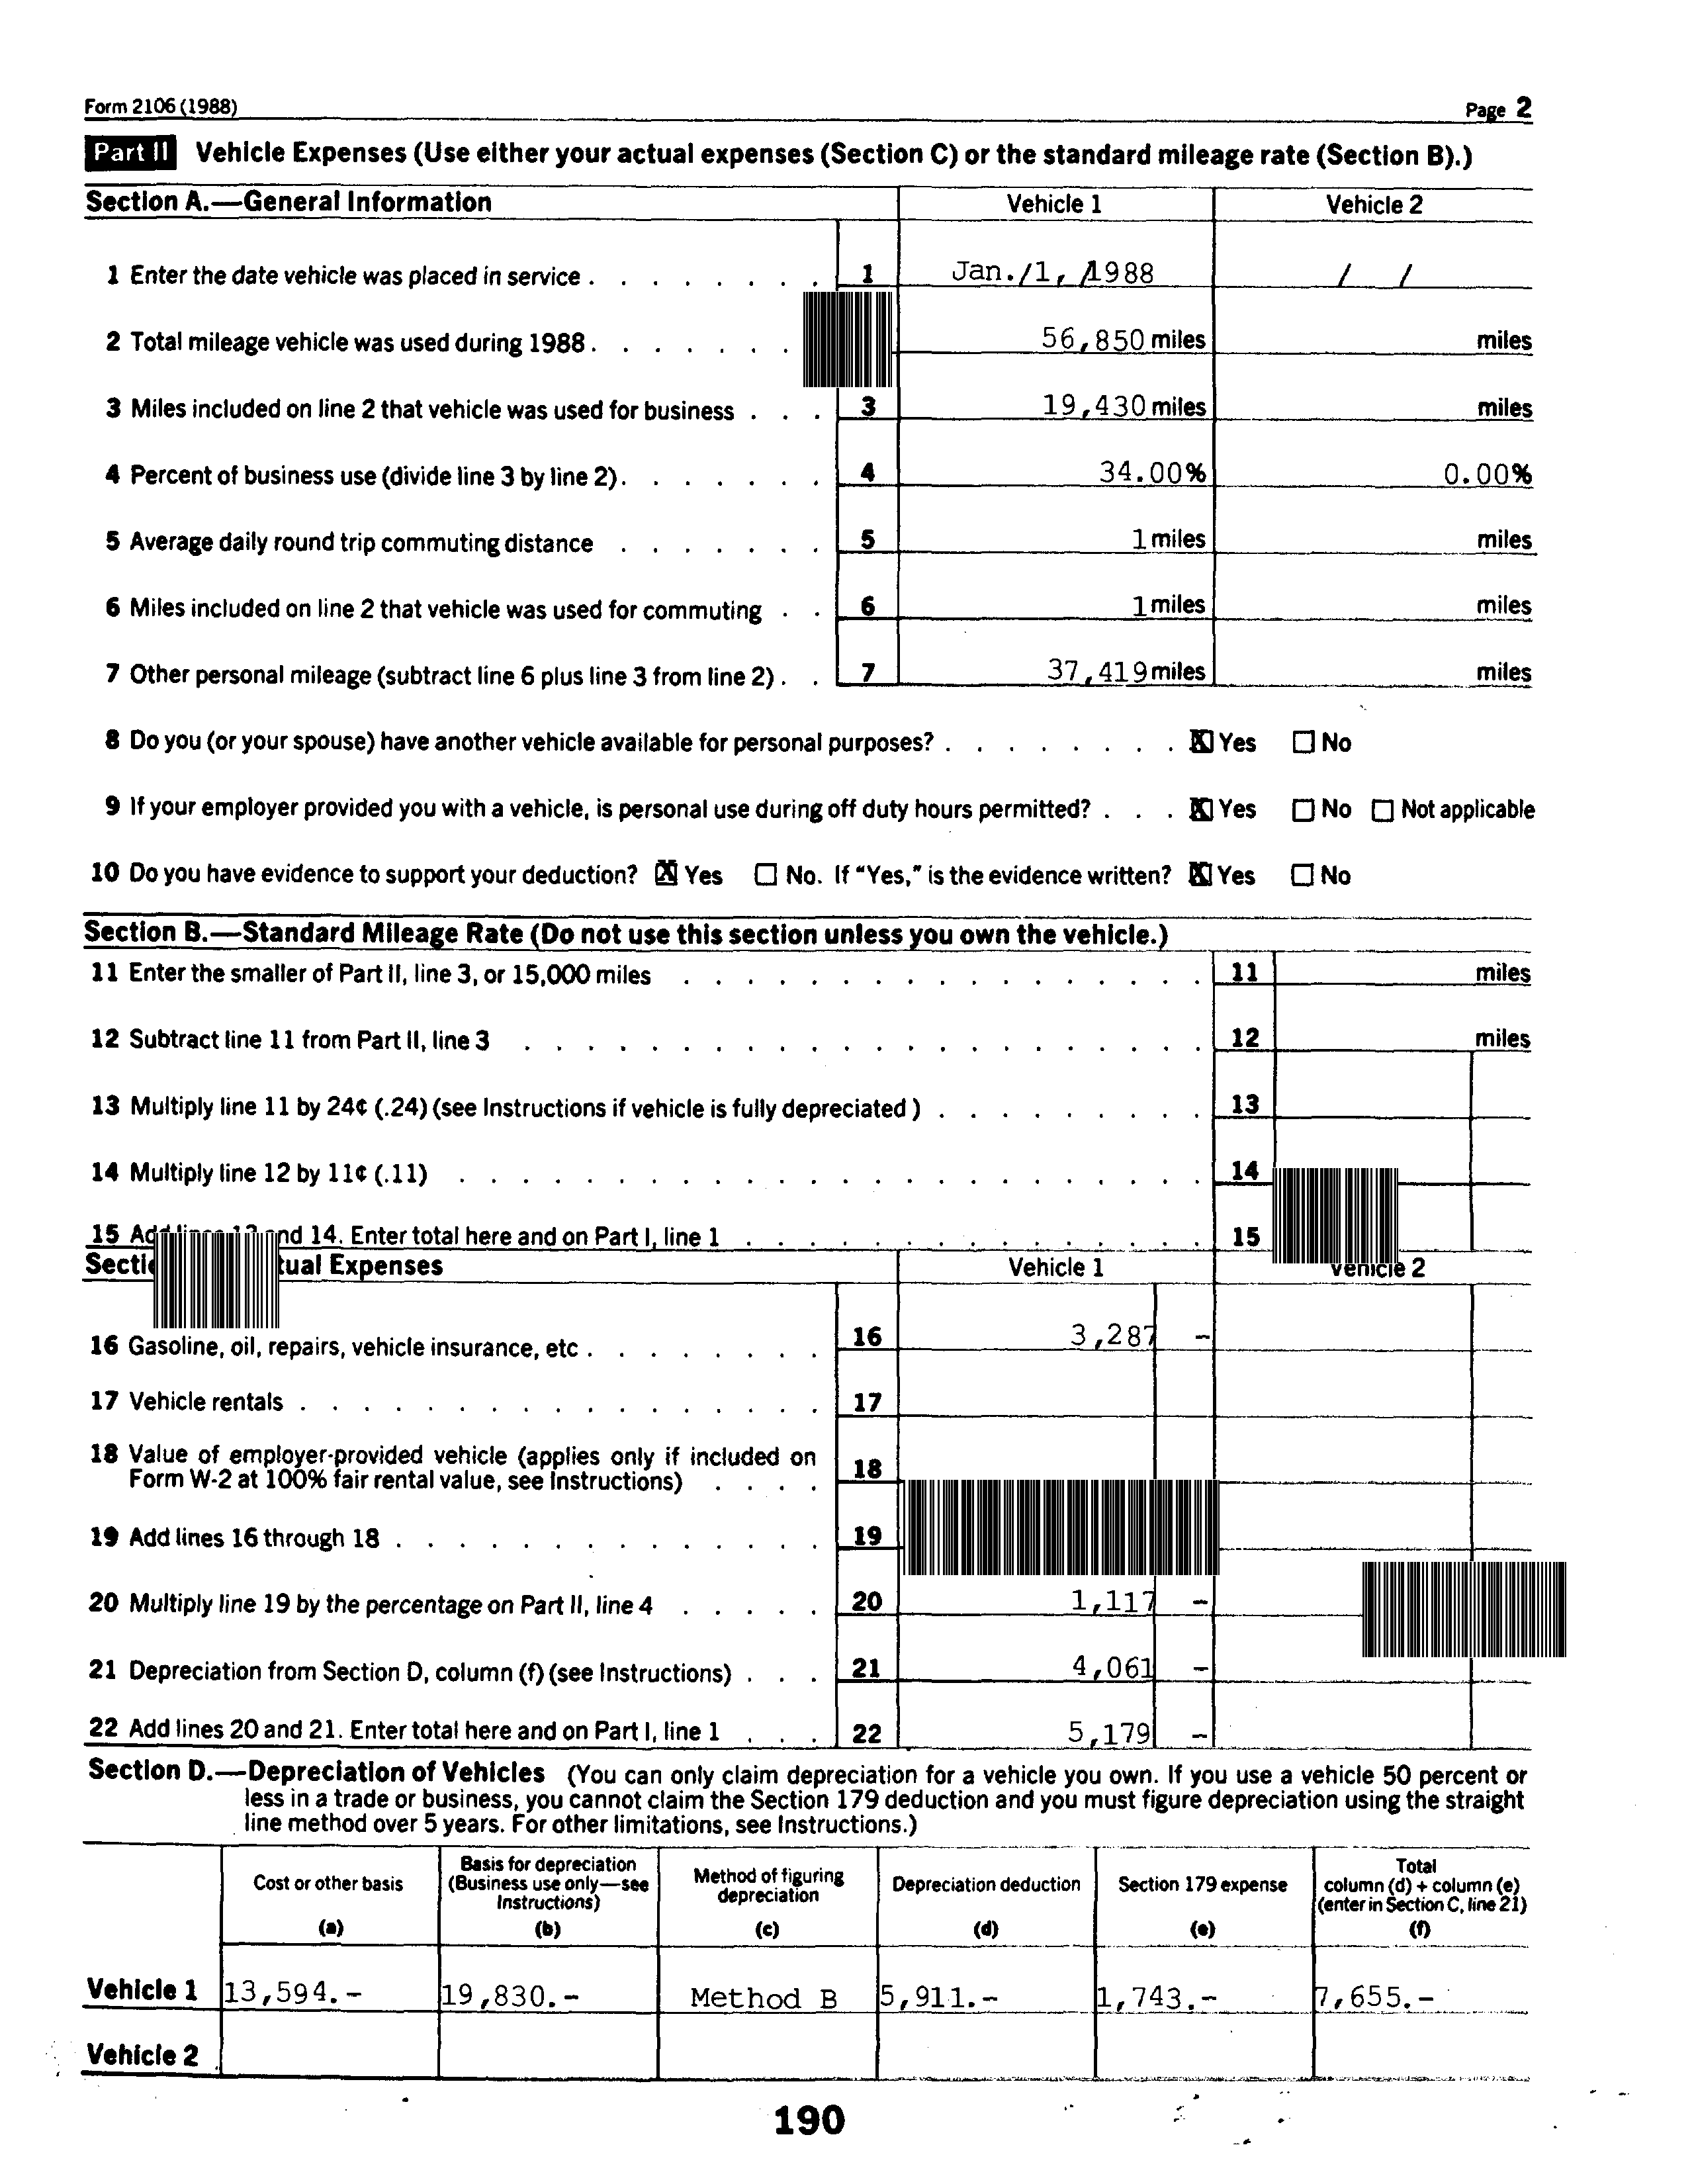 Form 2106 (1988) Page 2
Part II Vehicle Expenses (Use either your actual expenses (Section C) or the standard mileage rate (Section B).)
Section A.—General Information Vehicle 1 Vehicle 2
1 Enter the date vehicle was placed in service . . . . . . . . 1 Jan./1, /1988 / /
2 Total mileage vehicle was used during 1988 . . . . . . . 56,850 miles miles
3 Miles included on line 2 that vehicle was used for business . . . 3 19,430 miles miles
4 Percent of business use (divide line 3 by line 2) . . . . . . . 4 34.00% 0.00%
5 Average daily round trip commuting distance . . . . . . . 5 1 miles miles
6 Miles included on line 2 that vehicle was used for commuting . . 6 1 miles miles
7 Other personal mileage (subtract line 6 plus line 3 from line 2) . . 7 37,419 miles miles
8 Do you (or your spouse) have another vehicle available for personal purposes? . . . . . . . . X Yes ☐ No
9 If your employer provided you with a vehicle, is personal use during off duty hours permitted? . . . X Yes ☐ No ☐ Not applicable
10 Do you have evidence to support your deduction? X Yes ☐ No. If "Yes," is the evidence written? X Yes ☐ No
Section B.—Standard Mileage Rate (Do not use this section unless you own the vehicle.)
11 Enter the smaller of Part II, line 3, or 15,000 miles . . . . . . . . . . . . . . . . . 11 miles
12 Subtract line 11 from Part II, line 3 . . . . . . . . . . . . . . . . . . . . . . 12 miles
13 Multiply line 11 by 24¢ (.24) (see Instructions if vehicle is fully depreciated ) . . . . . . . . . 13
14 Multiply line 12 by 11¢ (.11) . . . . . . . . . . . . . . . . . . . . . . . . 14
15 nd 14. Enter total here and on Part I, line 1 . . . . . . . . . . . . . . . 15
tual Expenses Vehicle 1 Vehicle 2
16 Gasoline, oil, repairs, vehicle insurance, etc . . . . . . . . 16 3,287 -
17 Vehicle rentals . . . . . . . . . . . . . . . . . 17
18 Value of employer-provided vehicle (applies only if included on
Form W-2 at 100% fair rental value, see Instructions) . . . . 18
19 Add lines 16 through 18 . . . . . . . . . . . . . . 19
20 Multiply line 19 by the percentage on Part II, line 4 . . . . . 20 1,117 -
21 Depreciation from Section D, column (f) (see Instructions) . . . 21 4,061 -
22 Add lines 20 and 21. Enter total here and on Part I, line 1 . . . 22 5,179 -
Section D.—Depreciation of Vehicles (You can only claim depreciation for a vehicle you own. If you use a vehicle 50 percent or
less in a trade or business, you cannot claim the Section 179 deduction and you must figure depreciation using the straight
line method over 5 years. For other limitations, see Instructions.)
Cost or other basis (a) Basis for depreciation (Business use only—see Instructions) (b) Method of figuring depreciation (c) Depreciation deduction (d) Section 179 expense (e) Total column (d) + column (e) (enter in Section C, line 21) (f)
Vehicle 1 13,594.- 19,830.- Method B 5,911.- 1,743.- 7,655.-
Vehicle 2
190